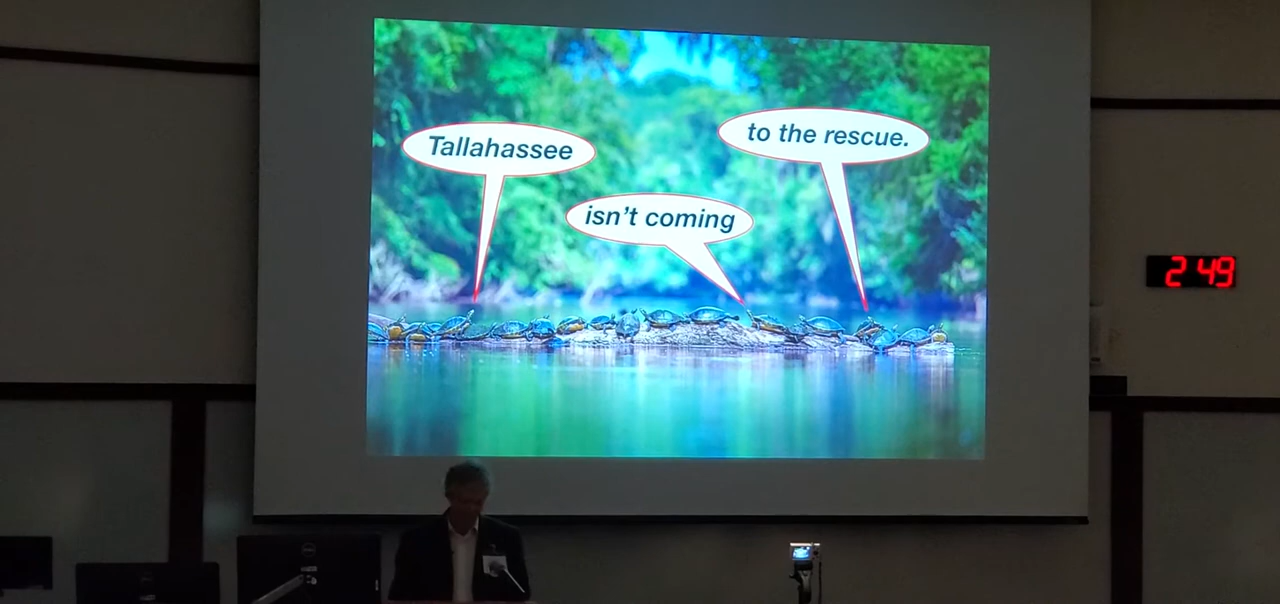 Tallahassee
isn't coming
to the rescue.
2 49